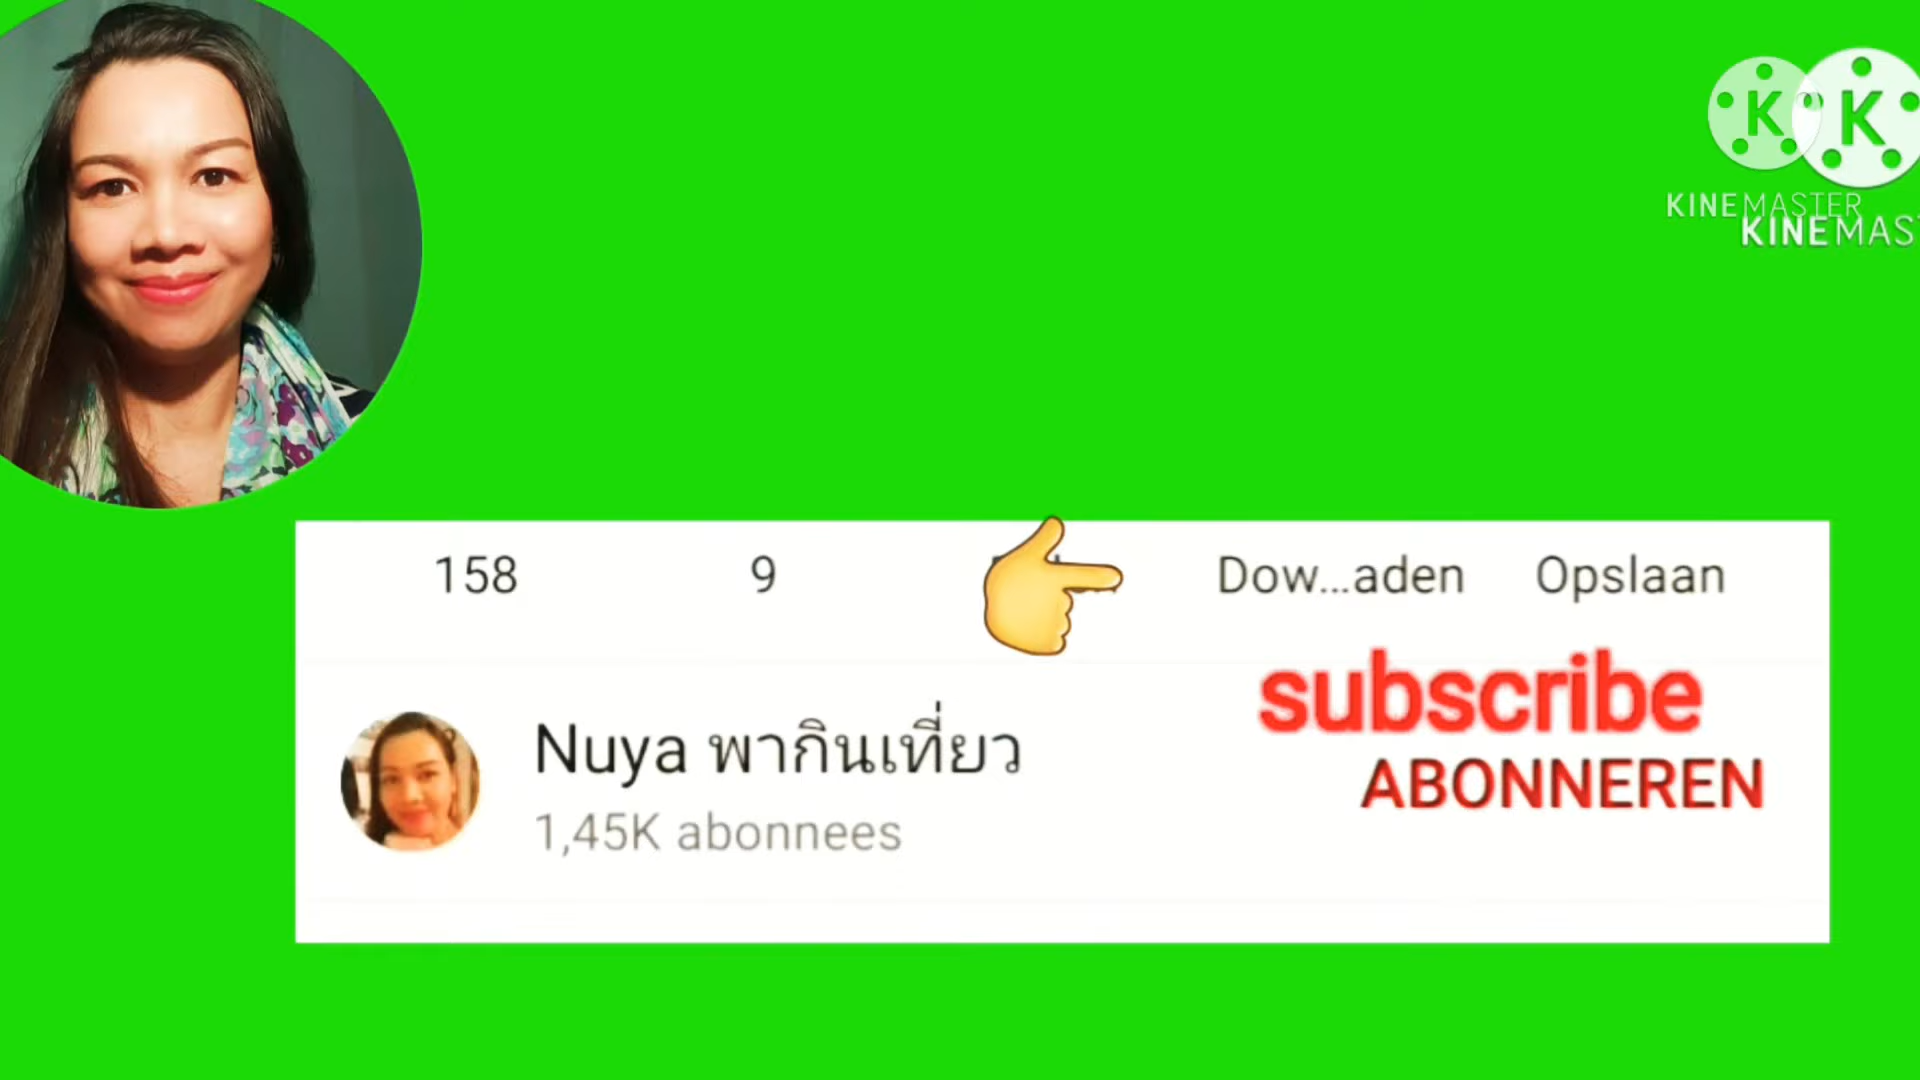 K K
KINEMASTER
KINEMAS
158 9 Dow...aden Opslaan
subscribe
Nuya พากินเที่ยว
ABONNEREN
1,45K abonnees